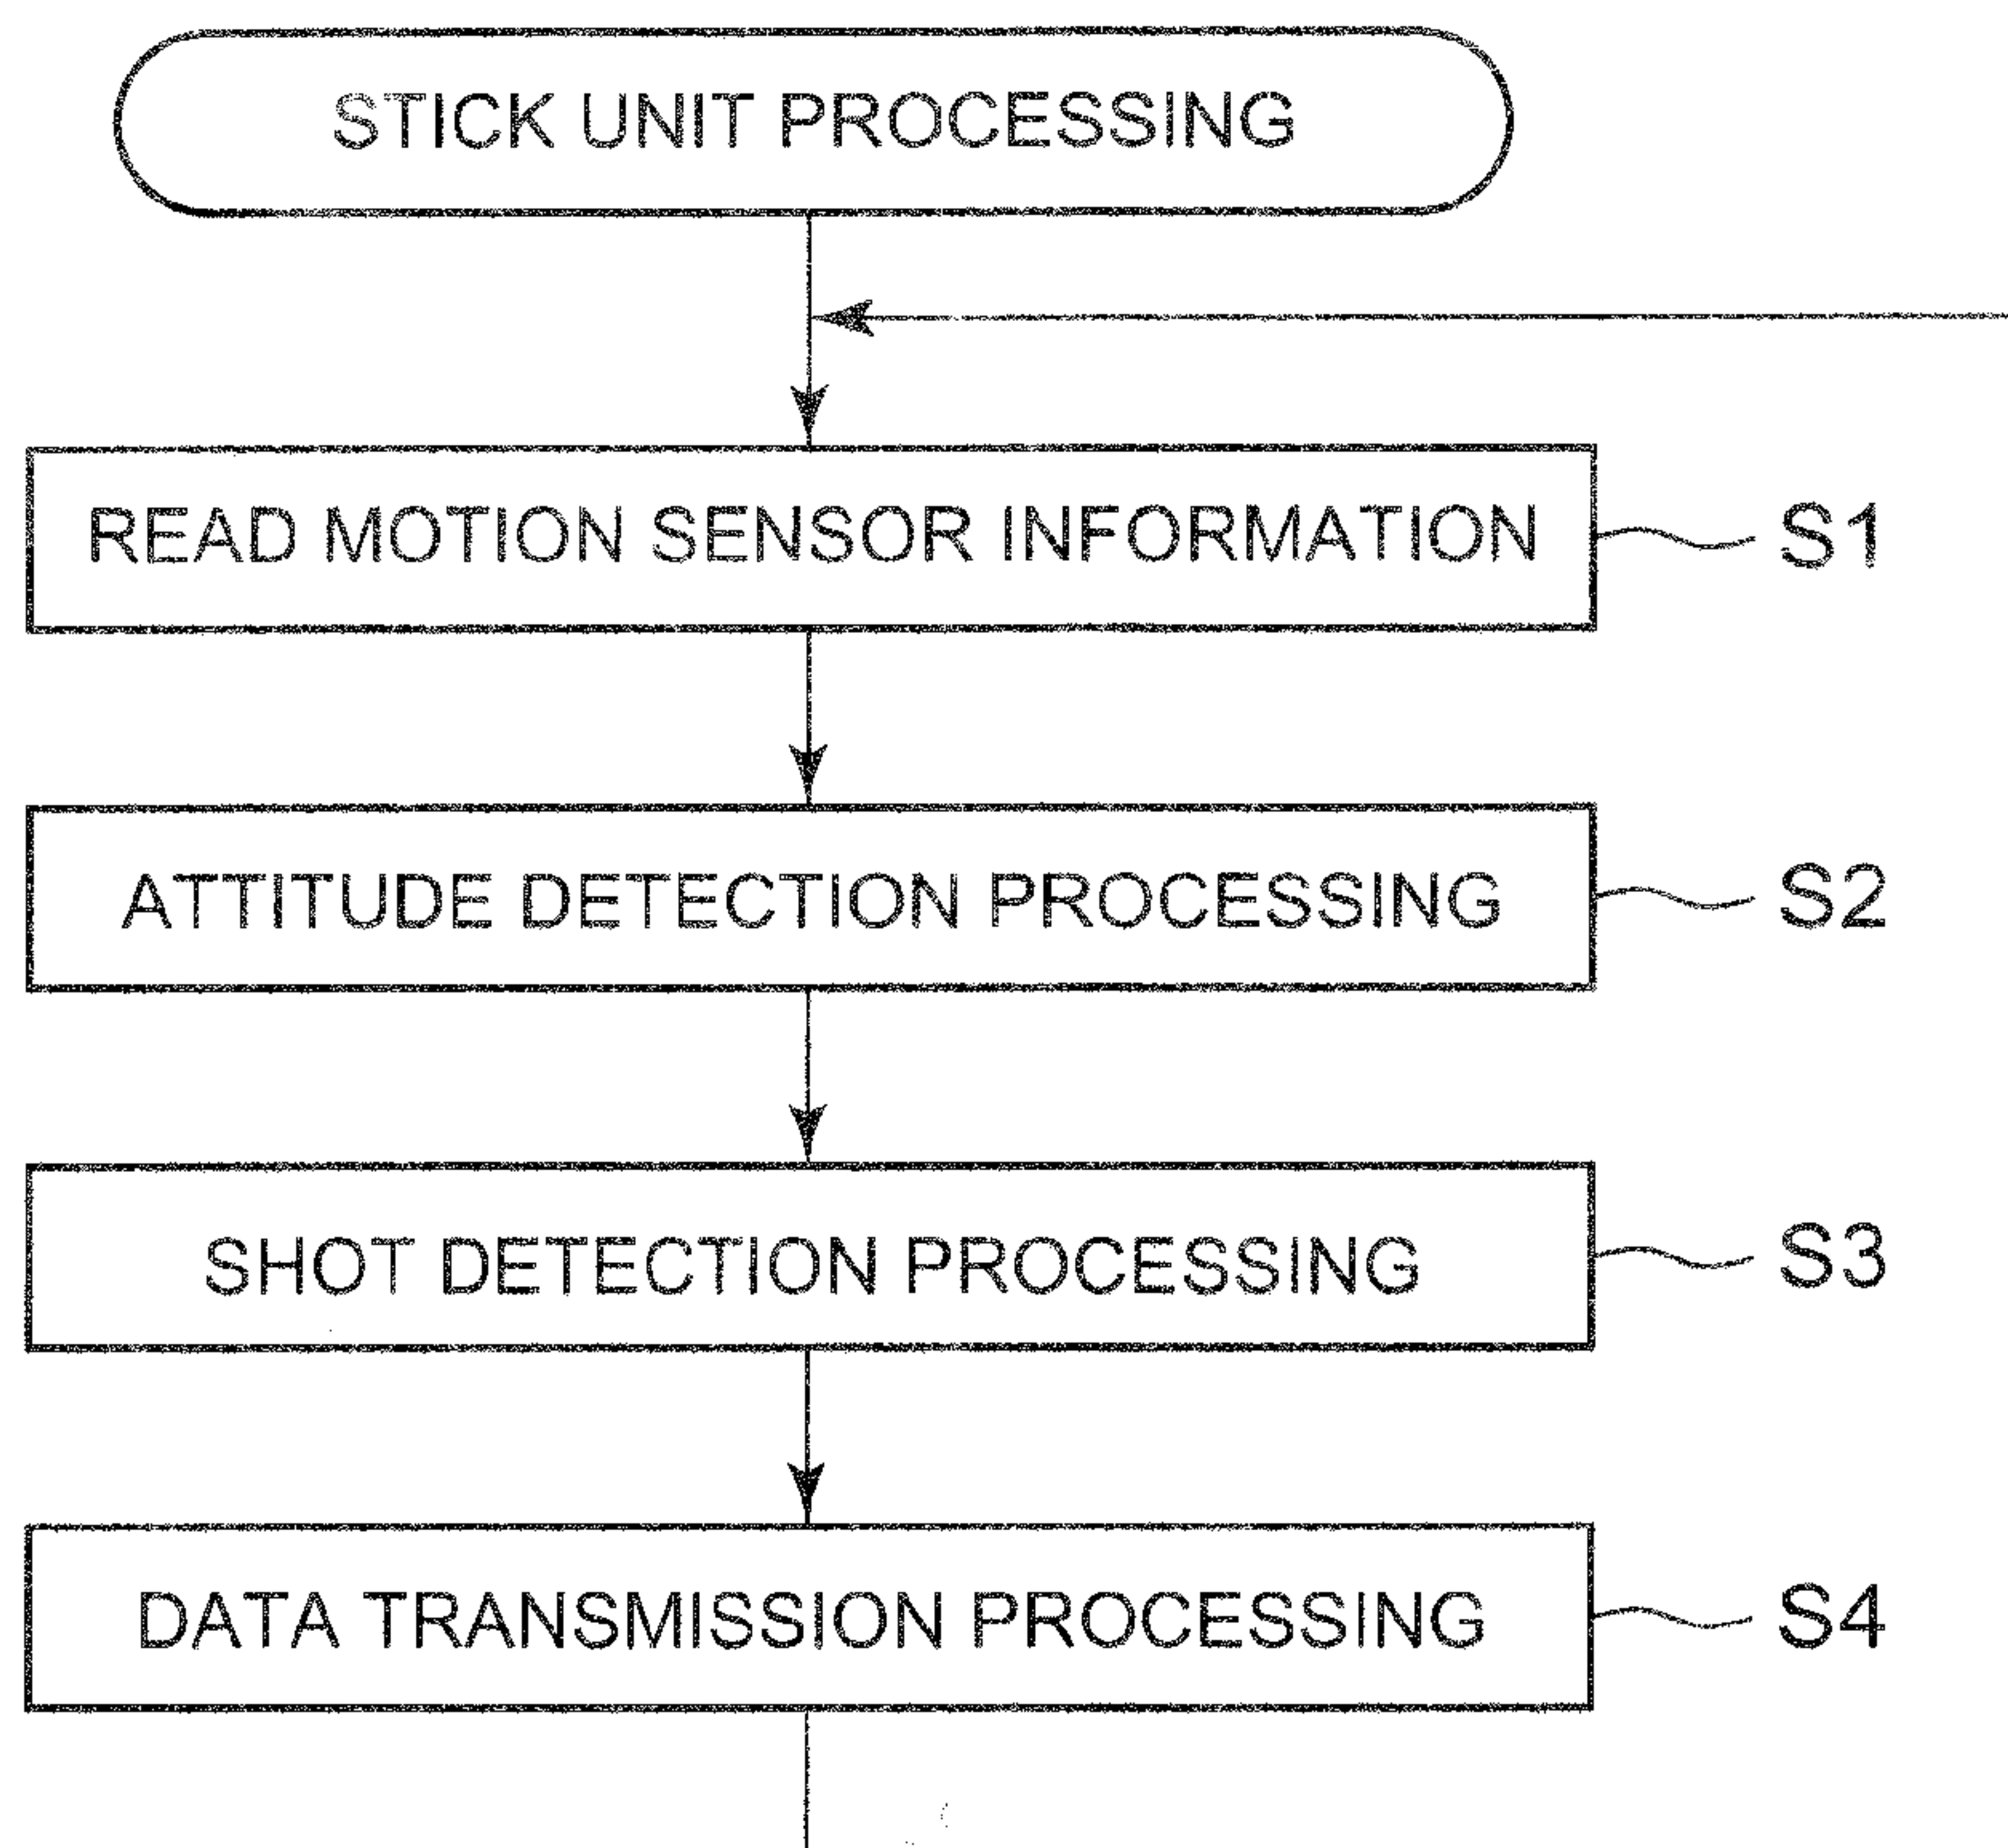 STICK UNIT PROCESSING
READ MOTION SENSOR INFORMATION S1
ATTITUDE DETECTION PROCESSING S2
SHOT DETECTION PROCESSING S3
DATA TRANSMISSION PROCESSING S4